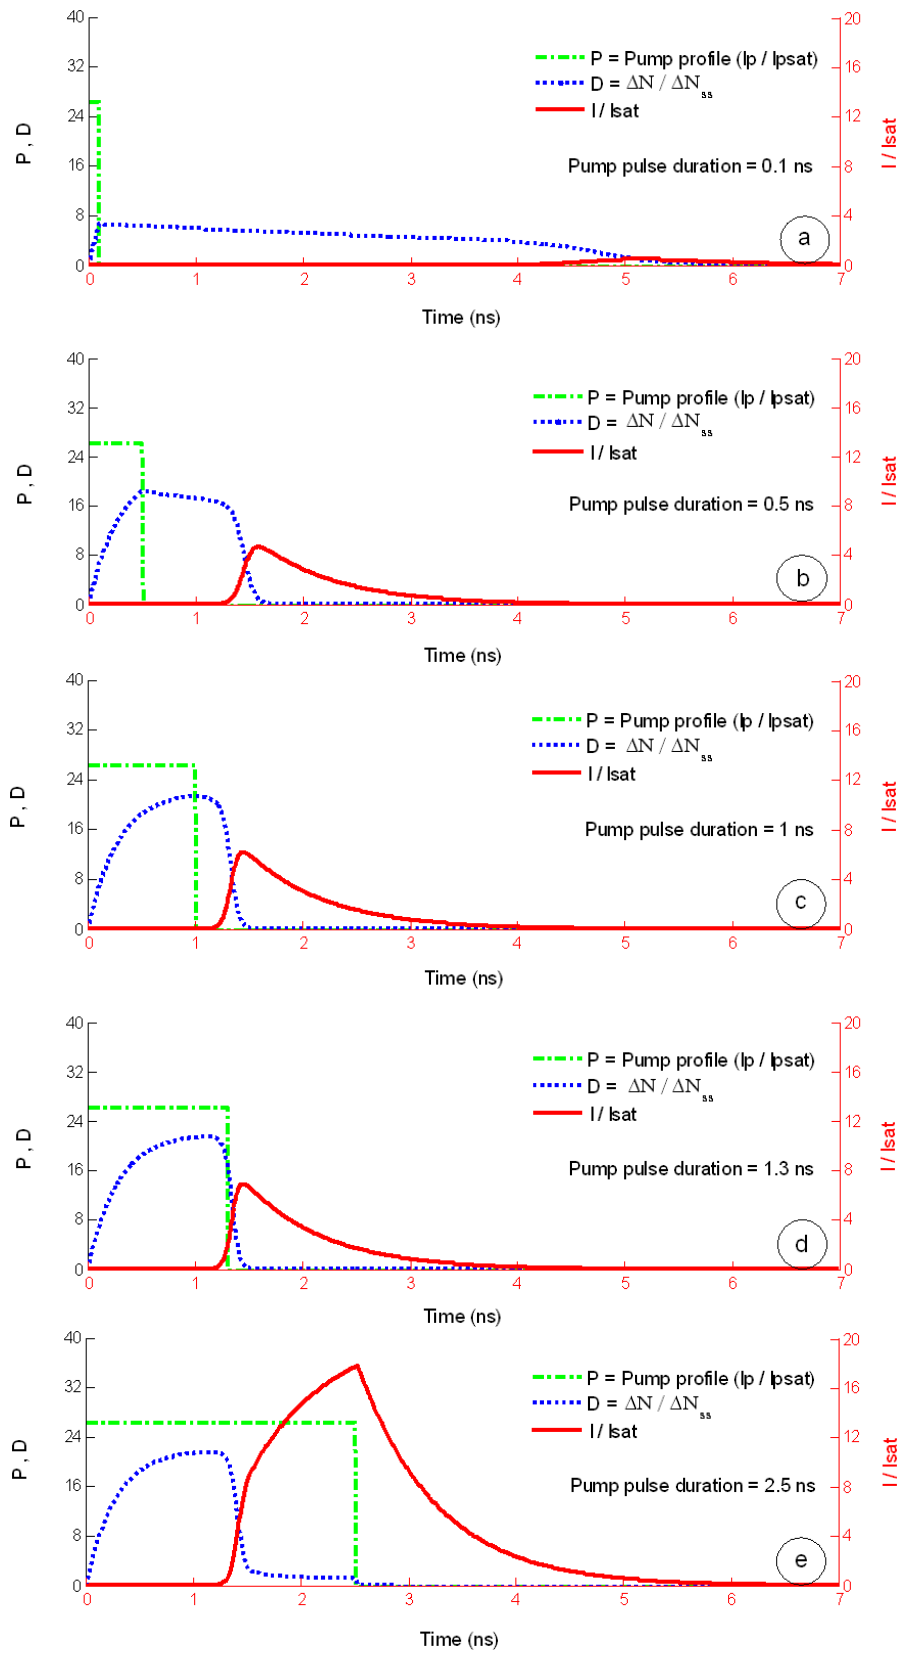 40
20
32
16
24
12
16
8
8
4
0
0
P , D
I / Isat
P = Pump profile (Ip / Ipsat)
D = ΔN / ΔNss
I / Isat
Pump pulse duration = 0.1 ns
a
0 1 2 3 4 5 6 7
Time (ns)
40
20
32
16
24
12
16
8
8
4
0
0
P , D
I / Isat
P = Pump profile (Ip / Ipsat)
D = ΔN / ΔNss
I / Isat
Pump pulse duration = 0.5 ns
b
0 1 2 3 4 5 6 7
Time (ns)
40
20
32
16
24
12
16
8
8
4
0
0
P , D
I / Isat
P = Pump profile (Ip / Ipsat)
D = ΔN / ΔNss
I / Isat
Pump pulse duration = 1 ns
c
0 1 2 3 4 5 6 7
Time (ns)
40
20
32
16
24
12
16
8
8
4
0
0
P , D
I / Isat
P = Pump profile (Ip / Ipsat)
D = ΔN / ΔNss
I / Isat
Pump pulse duration = 1.3 ns
d
0 1 2 3 4 5 6 7
Time (ns)
40
20
32
16
24
12
16
8
8
4
0
0
P , D
I / Isat
P = Pump profile (Ip / Ipsat)
D = ΔN / ΔNss
I / Isat
Pump pulse duration = 2.5 ns
e
0 1 2 3 4 5 6 7
Time (ns)